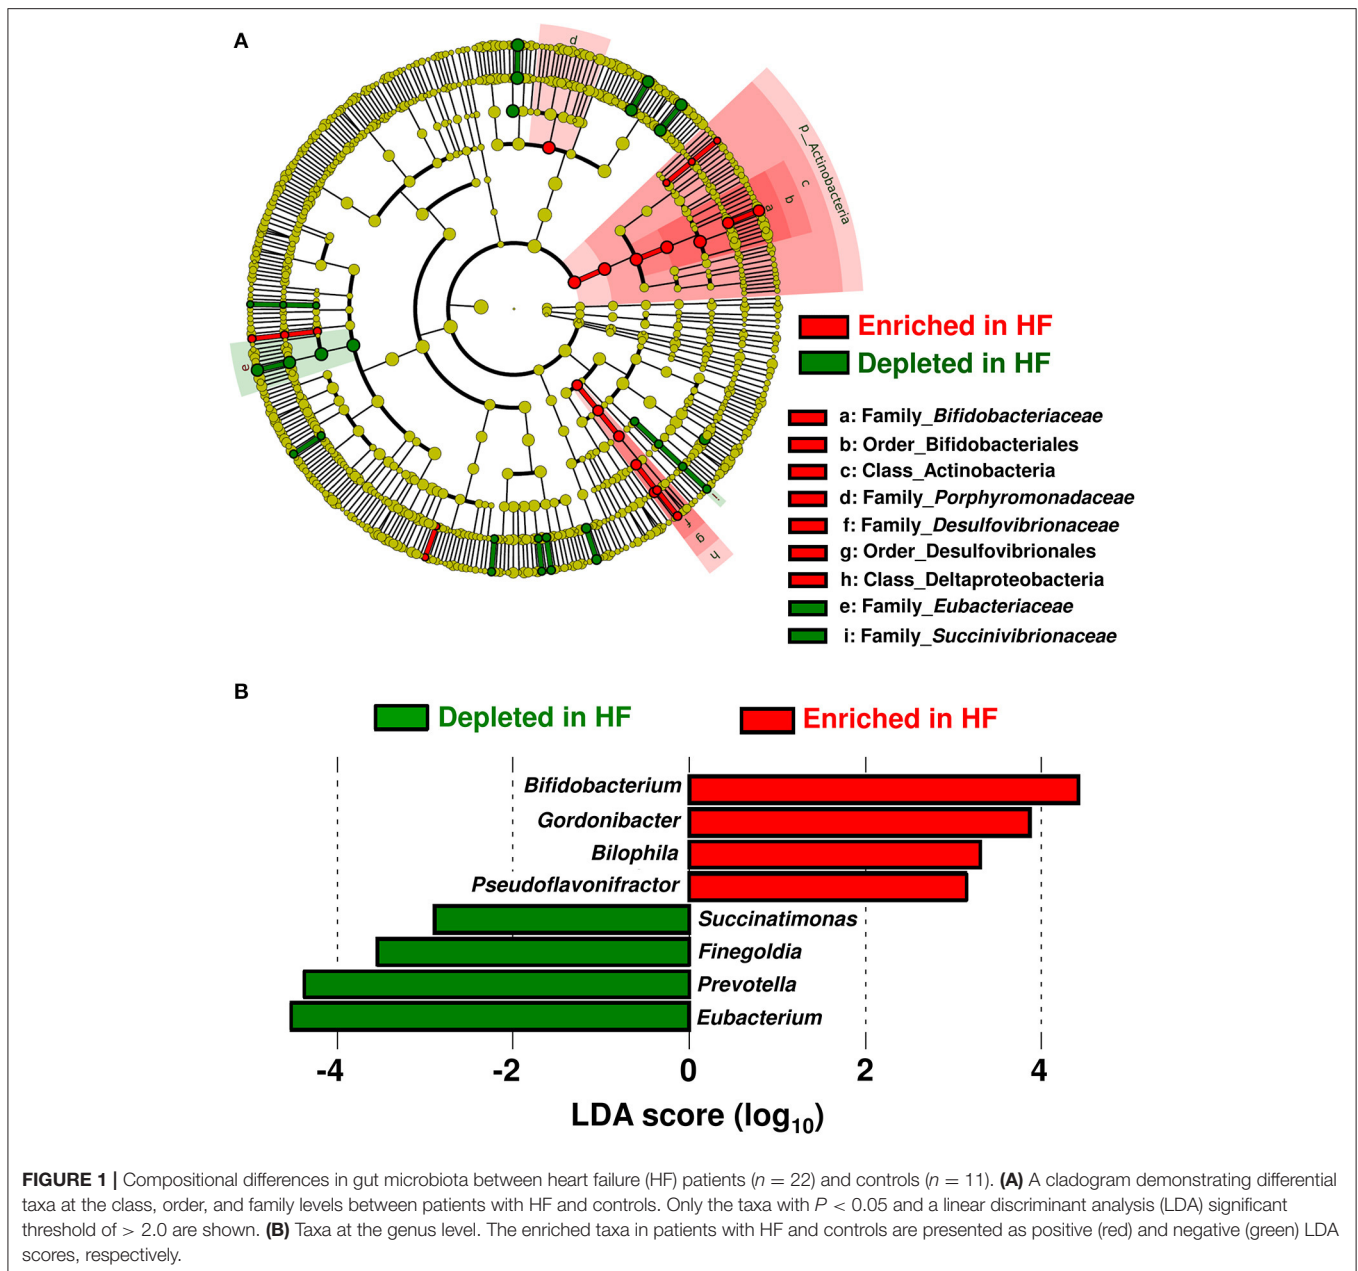 A
d
p__Actinobacteria
c
b
a
e
i
f
g
h
Enriched in HF
Depleted in HF
a: Family_Bifidobacteriaceae
b: Order_Bifidobacteriales
c: Class_Actinobacteria
d: Family_Porphyromonadaceae
f: Family_Desulfovibrionaceae
g: Order_Desulfovibrionales
h: Class_Deltaproteobacteria
e: Family_Eubacteriaceae
i: Family_Succinivibrionaceae
B
Depleted in HF
Enriched in HF
Bifidobacterium
Gordonibacter
Bilophila
Pseudoflavonifractor
Succinatimonas
Finegoldia
Prevotella
Eubacterium
-4 -2 0 2 4
LDA score (log10)
FIGURE 1 | Compositional differences in gut microbiota between heart failure (HF) patients (n = 22) and controls (n = 11). (A) A cladogram demonstrating differential
taxa at the class, order, and family levels between patients with HF and controls. Only the taxa with P < 0.05 and a linear discriminant analysis (LDA) significant
threshold of > 2.0 are shown. (B) Taxa at the genus level. The enriched taxa in patients with HF and controls are presented as positive (red) and negative (green) LDA
scores, respectively.